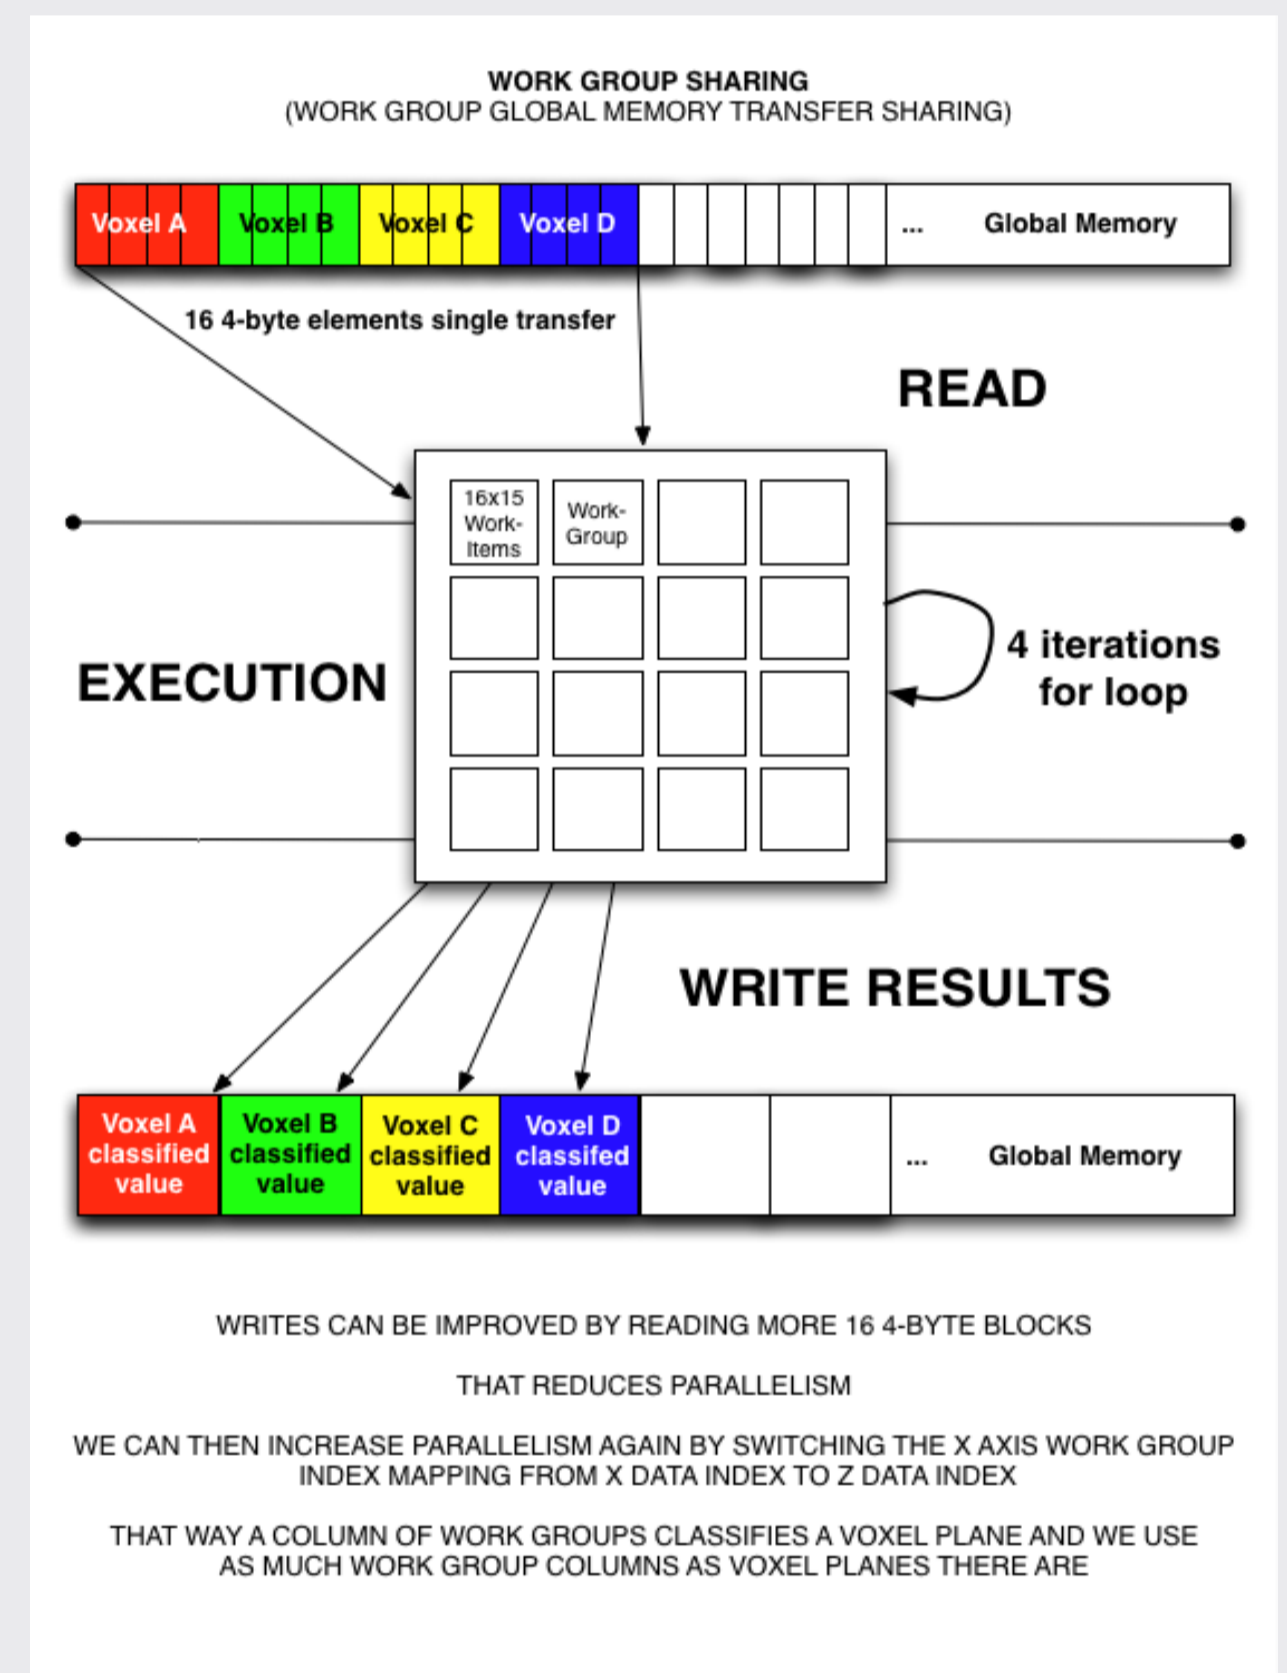 WORK GROUP SHARING
(WORK GROUP GLOBAL MEMORY TRANSFER SHARING)
Voxel A Voxel B Voxel C Voxel D ... Global Memory
16 4-byte elements single transfer
READ
16x15
Work-
Items
Work-
Group
EXECUTION
4 iterations
for loop
WRITE RESULTS
Voxel A
classified
value
Voxel B
classified
value
Voxel C
classified
value
Voxel D
classifed
value
... Global Memory
WRITES CAN BE IMPROVED BY READING MORE 16 4-BYTE BLOCKS
THAT REDUCES PARALLELISM
WE CAN THEN INCREASE PARALLELISM AGAIN BY SWITCHING THE X AXIS WORK GROUP
INDEX MAPPING FROM X DATA INDEX TO Z DATA INDEX
THAT WAY A COLUMN OF WORK GROUPS CLASSIFIES A VOXEL PLANE AND WE USE
AS MUCH WORK GROUP COLUMNS AS VOXEL PLANES THERE ARE